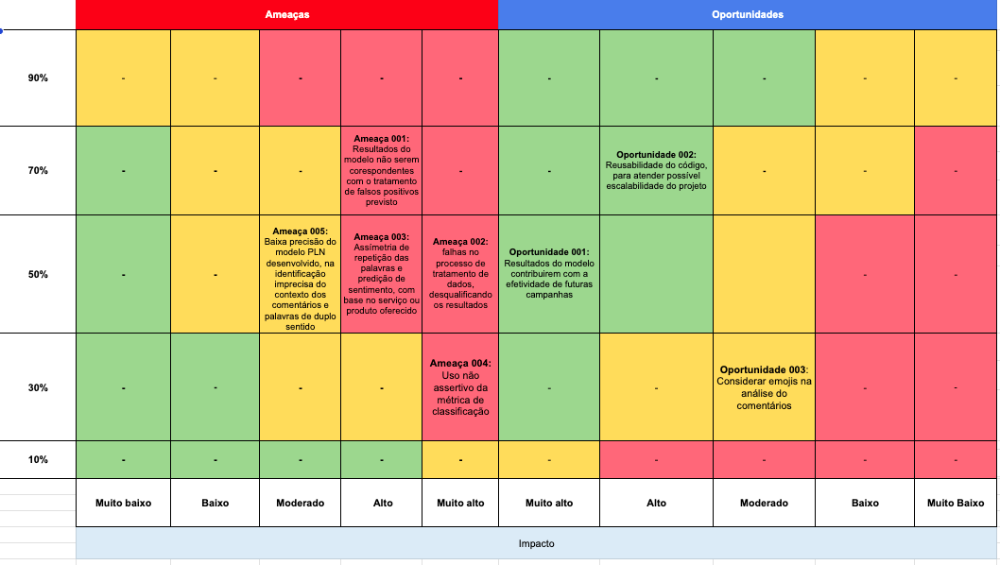 Ameaças Oportunidades
90% - - - - - - - - - -
70% - - -
Ameaça 001:
Resultados do
modelo não serem
corespondentes
com o tratamento
de falsos positivos
previsto
- -
Oportunidade 002:
Reusabilidade do código,
para atender possível
escalabilidade do projeto
- - -
50% - -
Ameaça 005:
Baixa precisão do
modelo PLN
desenvolvido, na
identificação
imprecisa do
contexto dos
comentários e
palavras de duplo
sentido
Ameaça 003:
Assímetria de
repetição das
palavras e
predição de
sentimento, com
base no serviço ou
produto oferecido
Ameaça 002:
falhas no
processo de
tratamento de
dados,
desqualificando
os resultados
Oportunidade 001:
Resultados do modelo
contribuirem com a
efetividade de futuras
campanhas
- -
30% - - - -
Ameaça 004:
Uso não
assertivo da
métrica de
classificação
- -
Oportunidade 003:
Considerar emojis na
análise do
comentários
- -
10% - - - - - - - - - -
Muito baixo Baixo Moderado Alto Muito alto Muito alto Alto Moderado Baixo Muito Baixo
Impacto